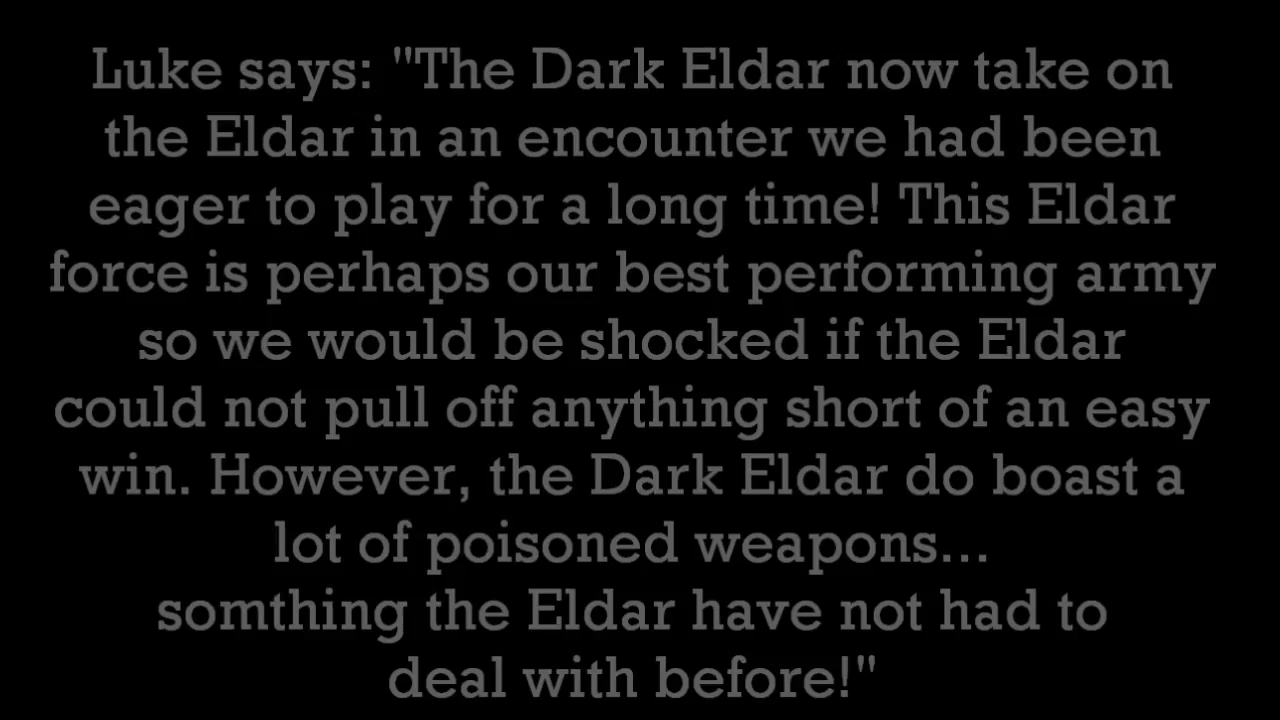 Luke says: "The Dark Eldar now take on
the Eldar in an encounter we had been
eager to play for a long time! This Eldar
force is perhaps our best performing army
so we would be shocked if the Eldar
could not pull off anything short of an easy
win. However, the Dark Eldar do boast a
lot of poisoned weapons...
somthing the Eldar have not had to
deal with before!"